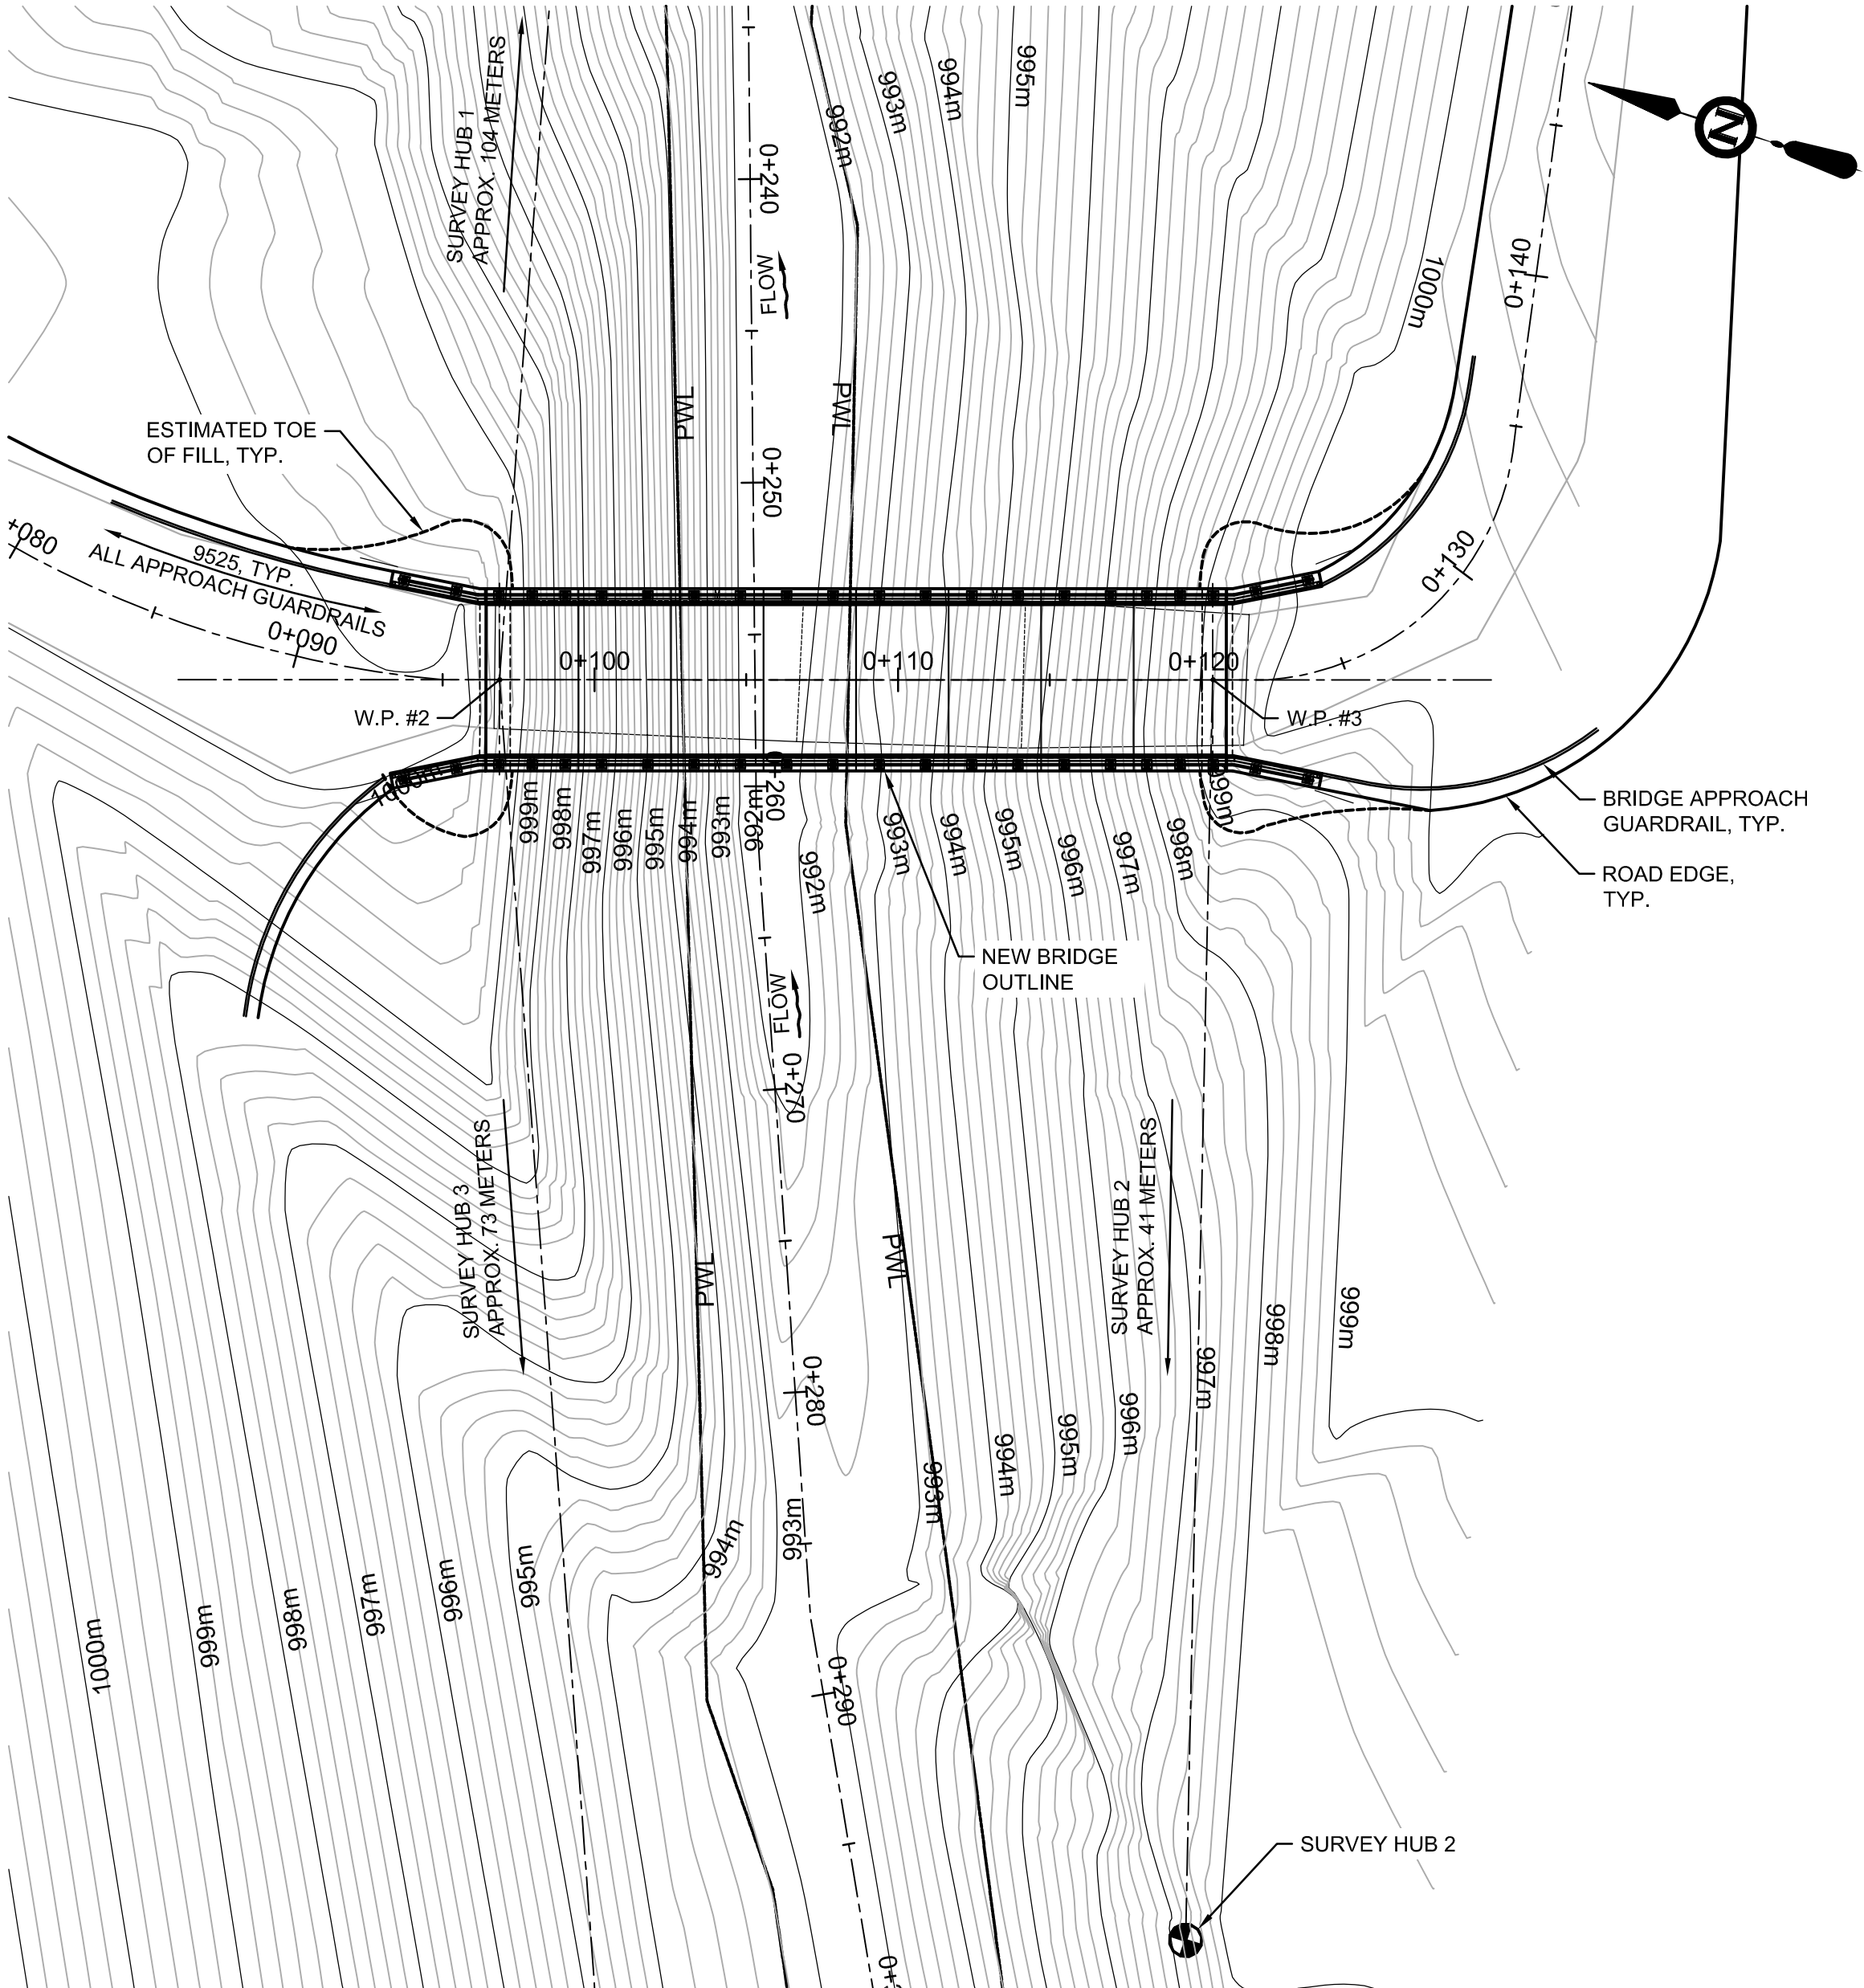 SURVEY HUB 1
APPROX. 104 METERS
992m
993m
994m
995m
N
0+240
FLOW
1000m
0+140
PWL
PWL
ESTIMATED TOE
OF FILL, TYP.
0+250
+080
9525, TYP.
ALL APPROACH GUARDRAILS
0+090
0+130
0+100
0+110
0+120
W.P. #2
W.P. #3
999m
998m
997m
996m
995m
994m
993m
992m
0+260
992m
993m
994m
995m
996m
997m
998m
999m
BRIDGE APPROACH
GUARDRAIL, TYP.
ROAD EDGE,
TYP.
NEW BRIDGE
OUTLINE
FLOW
0+270
SURVEY HUB 3
APPROX. 73 METERS
SURVEY HUB 2
APPROX. 41 METERS
PWL
PWL
0+280
997m
998m
999m
993m
994m
995m
996m
1000m
999m
998m
997m
996m
995m
994m
993m
0+290
SURVEY HUB 2